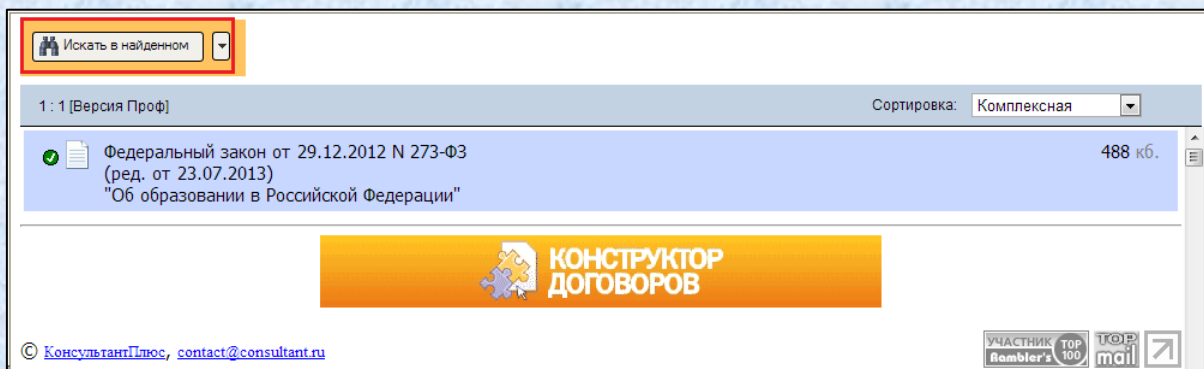 Искать в найденном
1 : 1 [Версия Проф]
Сортировка: Комплексная
Федеральный закон от 29.12.2012 N 273-ФЗ 488 кб.
(ред. от 23.07.2013)
"Об образовании в Российской Федерации"
КОНСТРУКТОР
ДОГОВОРОВ
© КонсультантПлюс, contact@consultant.ru
УЧАСТНИК
Rambler's
TOP
100
TOP
mail